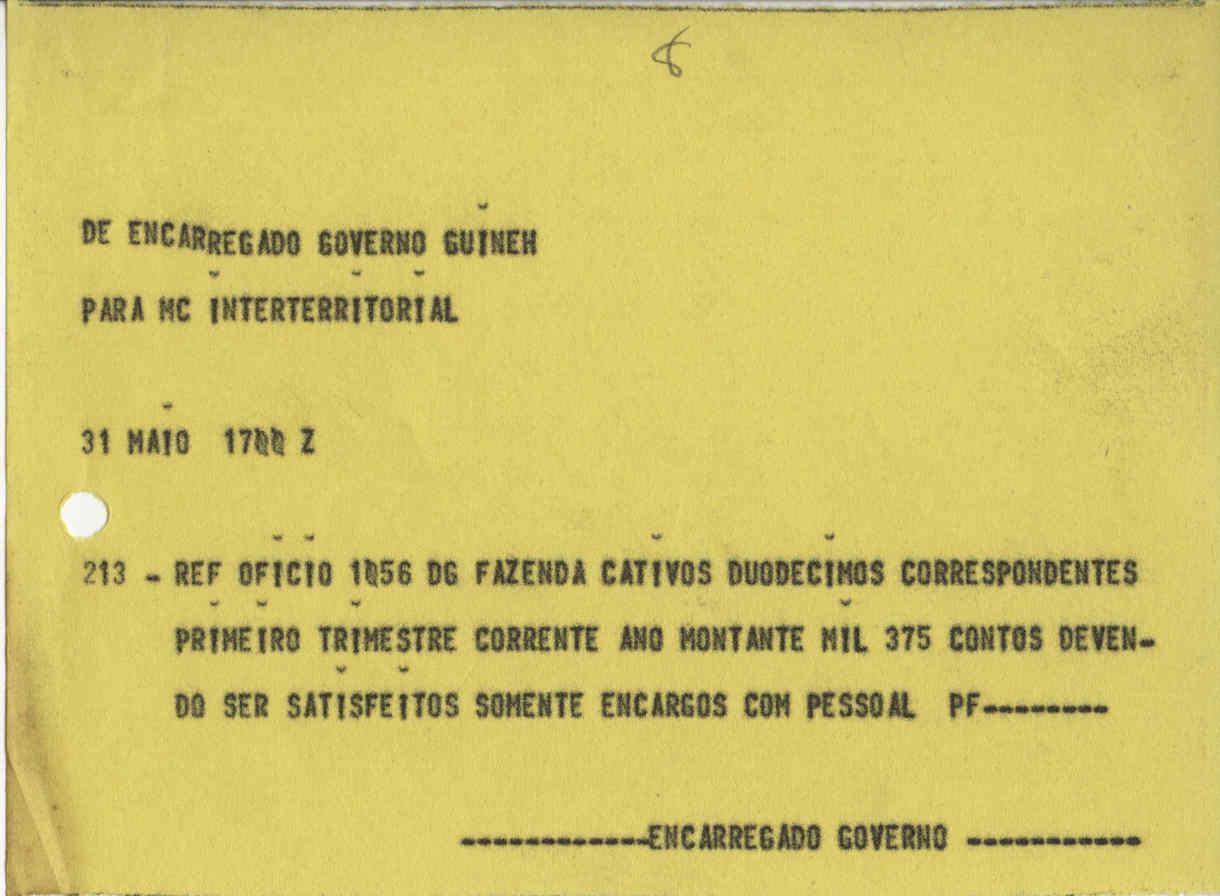 8
DE ENCARREGADO GOVERNO GUINEH
PARA MC INTERTERRITORIAL
31 MAIO 1700 Z
213 - REF OFICIO 1056 DG FAZENDA CATIVOS DUODECIMOS CORRESPONDENTES
PRIMEIRO TRIMESTRE CORRENTE ANO MONTANTE MIL 375 CONTOS DEVEN-
DO SER SATISFEITOS SOMENTE ENCARGOS COM PESSOAL PF--------
------------ENCARREGADO GOVERNO -----------